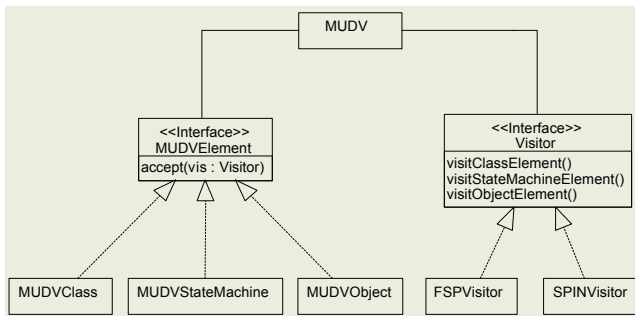 MUDV
<<Interface>>
MUDVElement
accept(vis : Visitor)
<<Interface>>
Visitor
visitClassElement()
visitStateMachineElement()
visitObjectElement()
MUDVClass
MUDVStateMachine
MUDVObject
FSPVisitor
SPINVisitor